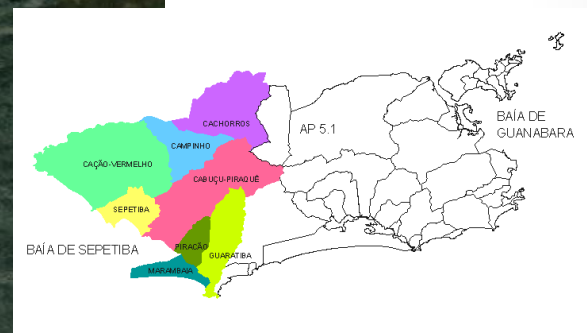 CACHORROS
AP 5.1
BAÍA DE
GUANABARA
CAMPINHO
CAÇÃO-VERMELHO
CABUÇU-PIRAQUÊ
SEPETIBA
BAÍA DE SEPETIBA
PIRACÃO
GUARATIBA
MARAMBAIA